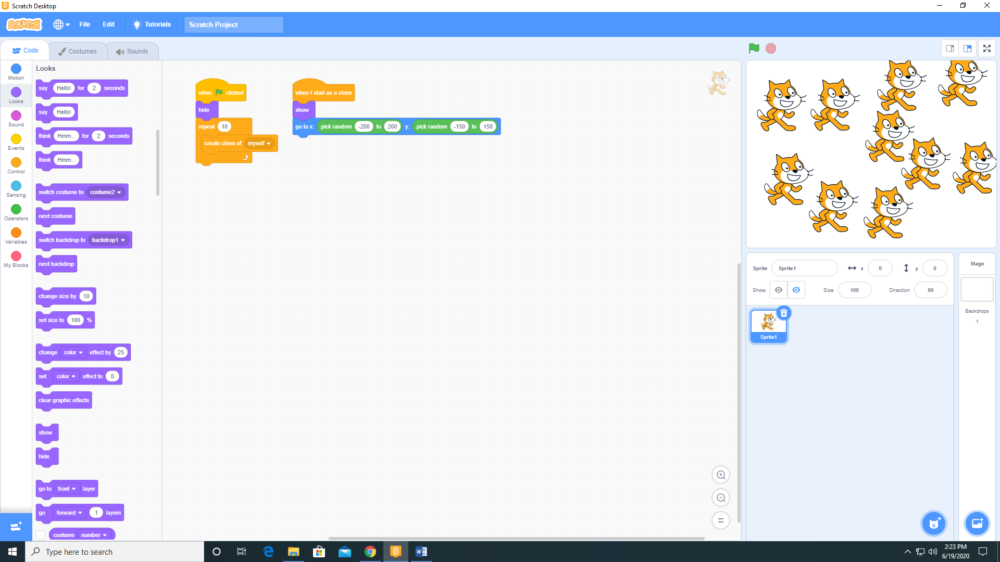 Scratch Desktop
SCRATCH File Edit Tutorials Scratch Project
Code Costumes Sounds
Motion
Looks
Sound
Events
Control
Sensing
Operators
Variables
My Blocks
Looks
say Hello! for 2 seconds
say Hello!
think Hmm... for 2 seconds
think Hmm...
switch costume to costume2
next costume
switch backdrop to backdrop1
next backdrop
change size by 10
set size to 100 %
change color effect by 25
set color effect to 0
clear graphic effects
show
hide
go to front layer
go forward 1 layers
costume number
when clicked
hide
repeat 10
create clone of myself
when I start as a clone
show
go to x: pick random -200 to 200 y: pick random -150 to 150
Sprite Sprite1 x 0 y 0
Show Size 100 Direction 90
Sprite1
Stage
Backdrops
1
Type here to search
2:23 PM
6/19/2020